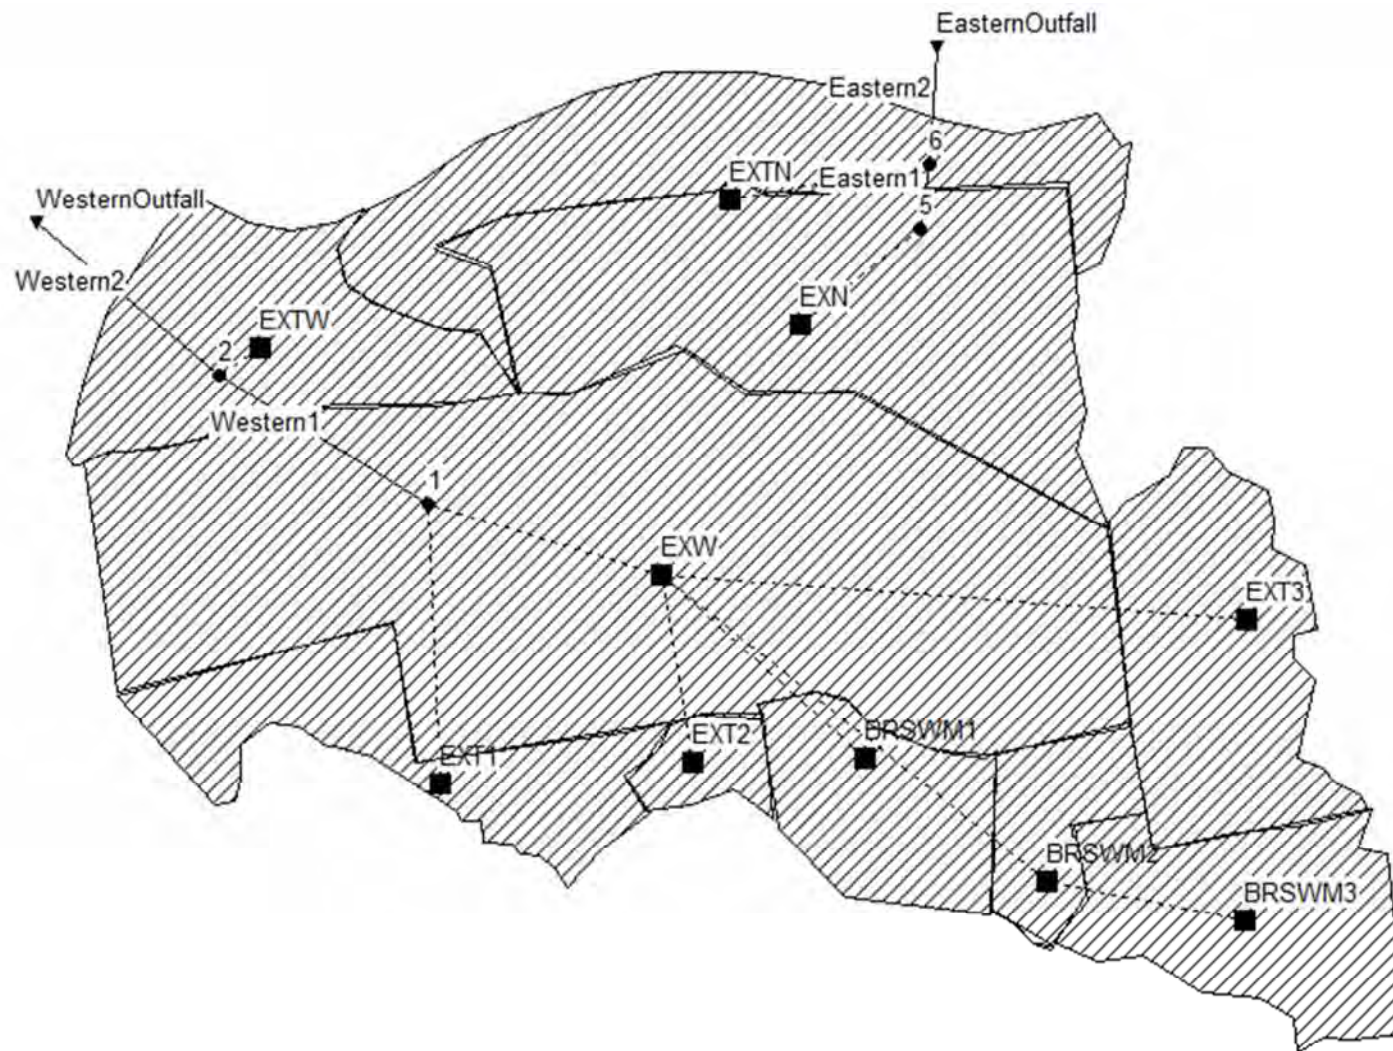 EasternOutfall
Eastern2
6
EXTN
Eastern1
WesternOutfall
5
Western2
EXN
EXTW
2
Western1
1
EXW
EXT3
EXT1
EXT2
BRSWM1
BRSWM2
BRSWM3